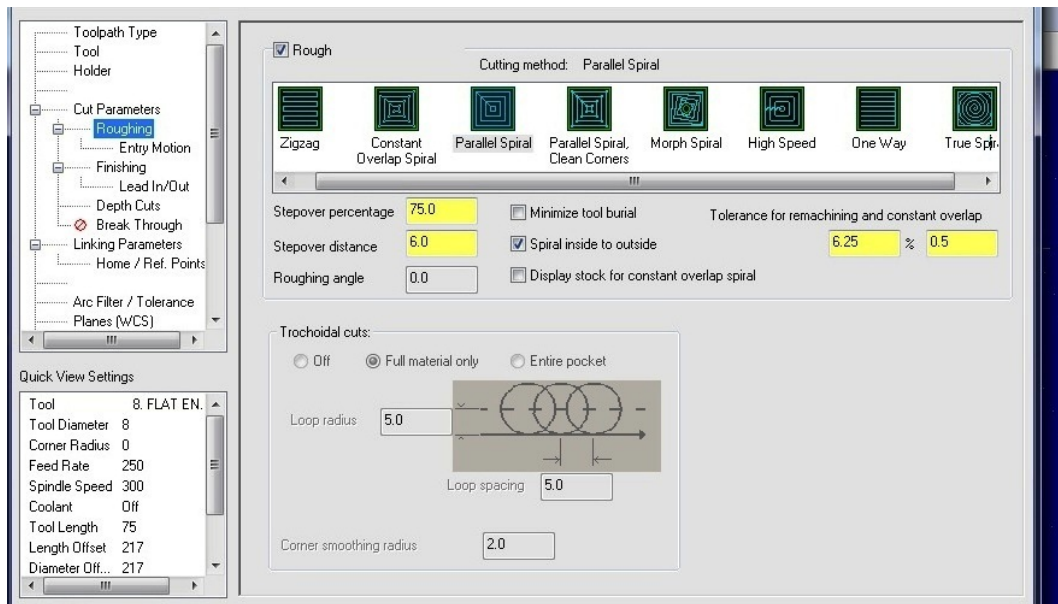 Toolpath Type
Tool
Holder
Cut Parameters
Roughing
Entry Motion
Finishing
Lead In/Out
Depth Cuts
Break Through
Linking Parameters
Home / Ref. Points
Arc Filter / Tolerance
Planes (WCS)
Quick View Settings
Tool 8. FLAT EN.
Tool Diameter 8
Corner Radius 0
Feed Rate 250
Spindle Speed 300
Coolant Off
Tool Length 75
Length Offset 217
Diameter Off... 217
Rough
Cutting method: Parallel Spiral
Zigzag
Constant Overlap Spiral
Parallel Spiral
Parallel Spiral, Clean Corners
Morph Spiral
High Speed
One Way
True Spir
Stepover percentage 75.0
Minimize tool burial
Tolerance for remachining and constant overlap
Stepover distance 6.0
Spiral inside to outside
6.25 % 0.5
Roughing angle 0.0
Display stock for constant overlap spiral
Trochoidal cuts:
Off Full material only Entire pocket
Loop radius 5.0
Loop spacing 5.0
Corner smoothing radius 2.0